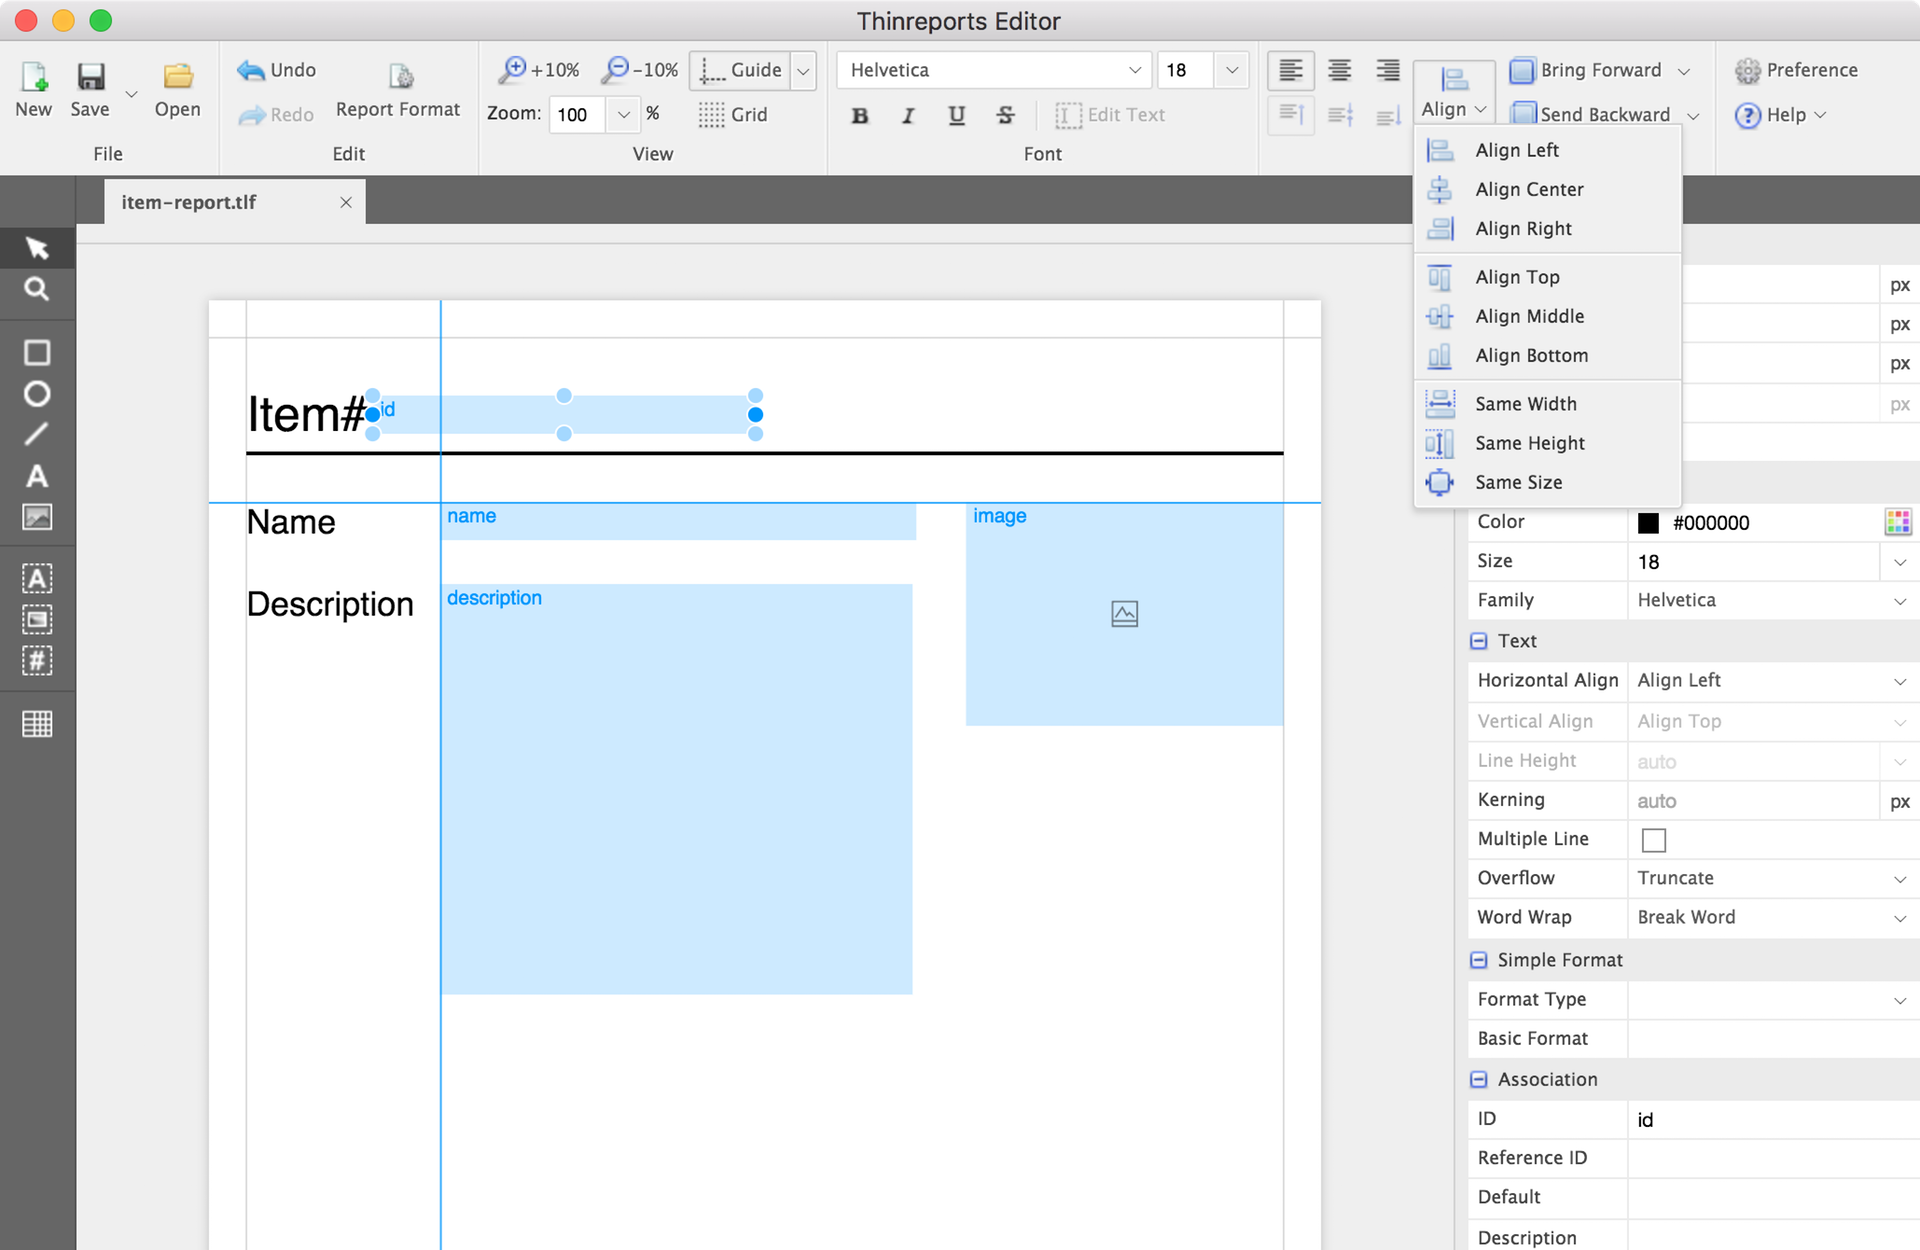 Thinreports Editor
New
Save
Open
File
Undo
Redo
Report Format
Edit
+10%
-10%
Guide
Zoom:
100
%
Grid
View
Helvetica
18
B I U S
Edit Text
Font
Align
Bring Forward
Send Backward
Preference
Help
Align Left
Align Center
Align Right
Align Top
Align Middle
Align Bottom
Same Width
Same Height
Same Size
item-report.tlf
Item#
id
Name
name
image
Description
description
px
px
px
px
Color
#000000
Size
18
Family
Helvetica
Text
Horizontal Align
Align Left
Vertical Align
Align Top
Line Height
auto
Kerning
auto
px
Multiple Line
Overflow
Truncate
Word Wrap
Break Word
Simple Format
Format Type
Basic Format
Association
ID
id
Reference ID
Default
Description